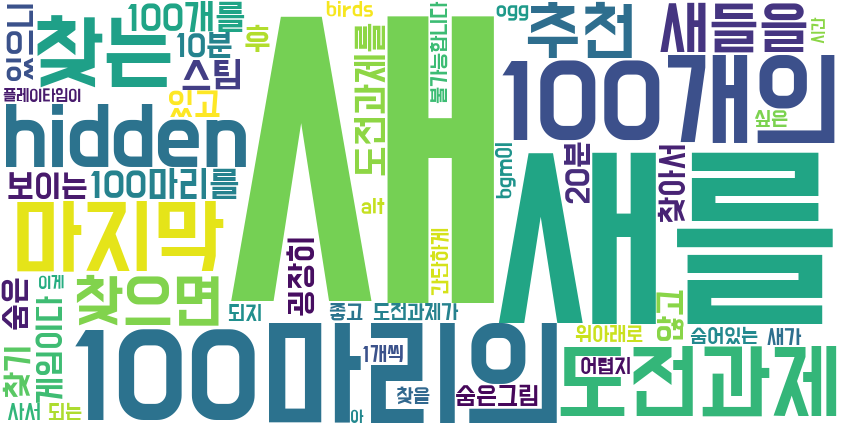 있으니
찾는
100개를
10분
스팀
후
birds
도전과제를
불가능합니다
ogg
추천
새들을
시간
플레이타임이
있고
hidden
새
100개의
싶은
보이는
100마리를
alt
bgm이
20분
찾아서
마지막
간단하게
새를
굉장히
숨은
이게
찾으면
되지
좋고
도전과제가
위아래로
않고
숨어있는
새가
게임이다
찾기
100마리의
1개씩
어렵지
도전과제
찾을
숨은그림
사서
되는
아